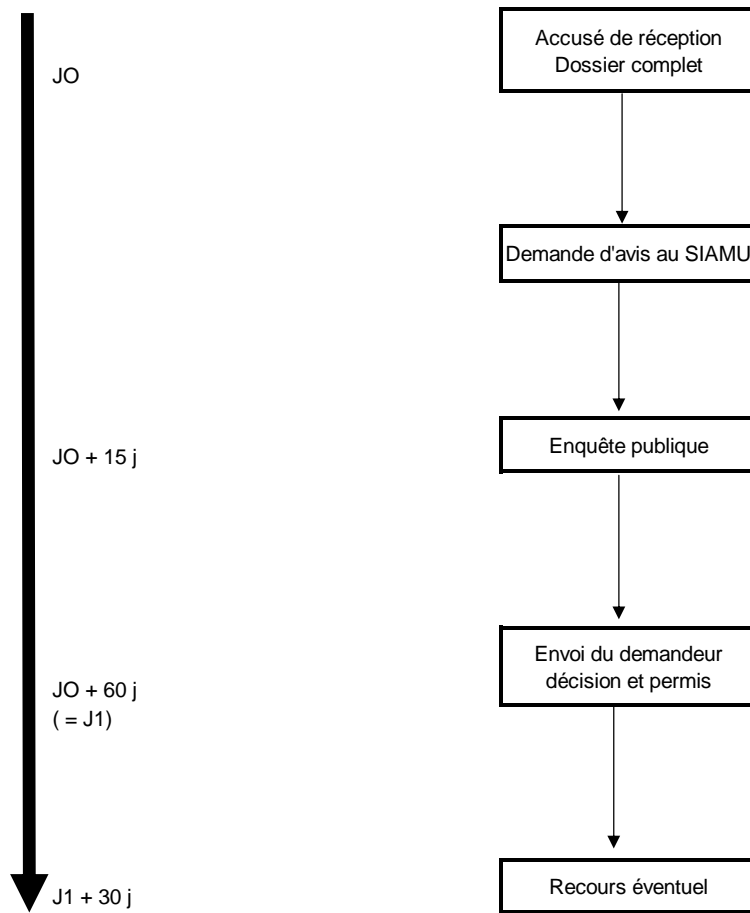 Accusé de réception
Dossier complet
JO
Demande d'avis au SIAMU
JO + 15 j
Enquête publique
Envoi du demandeur
décision et permis
JO + 60 j
( = J1)
Recours éventuel
J1 + 30 j